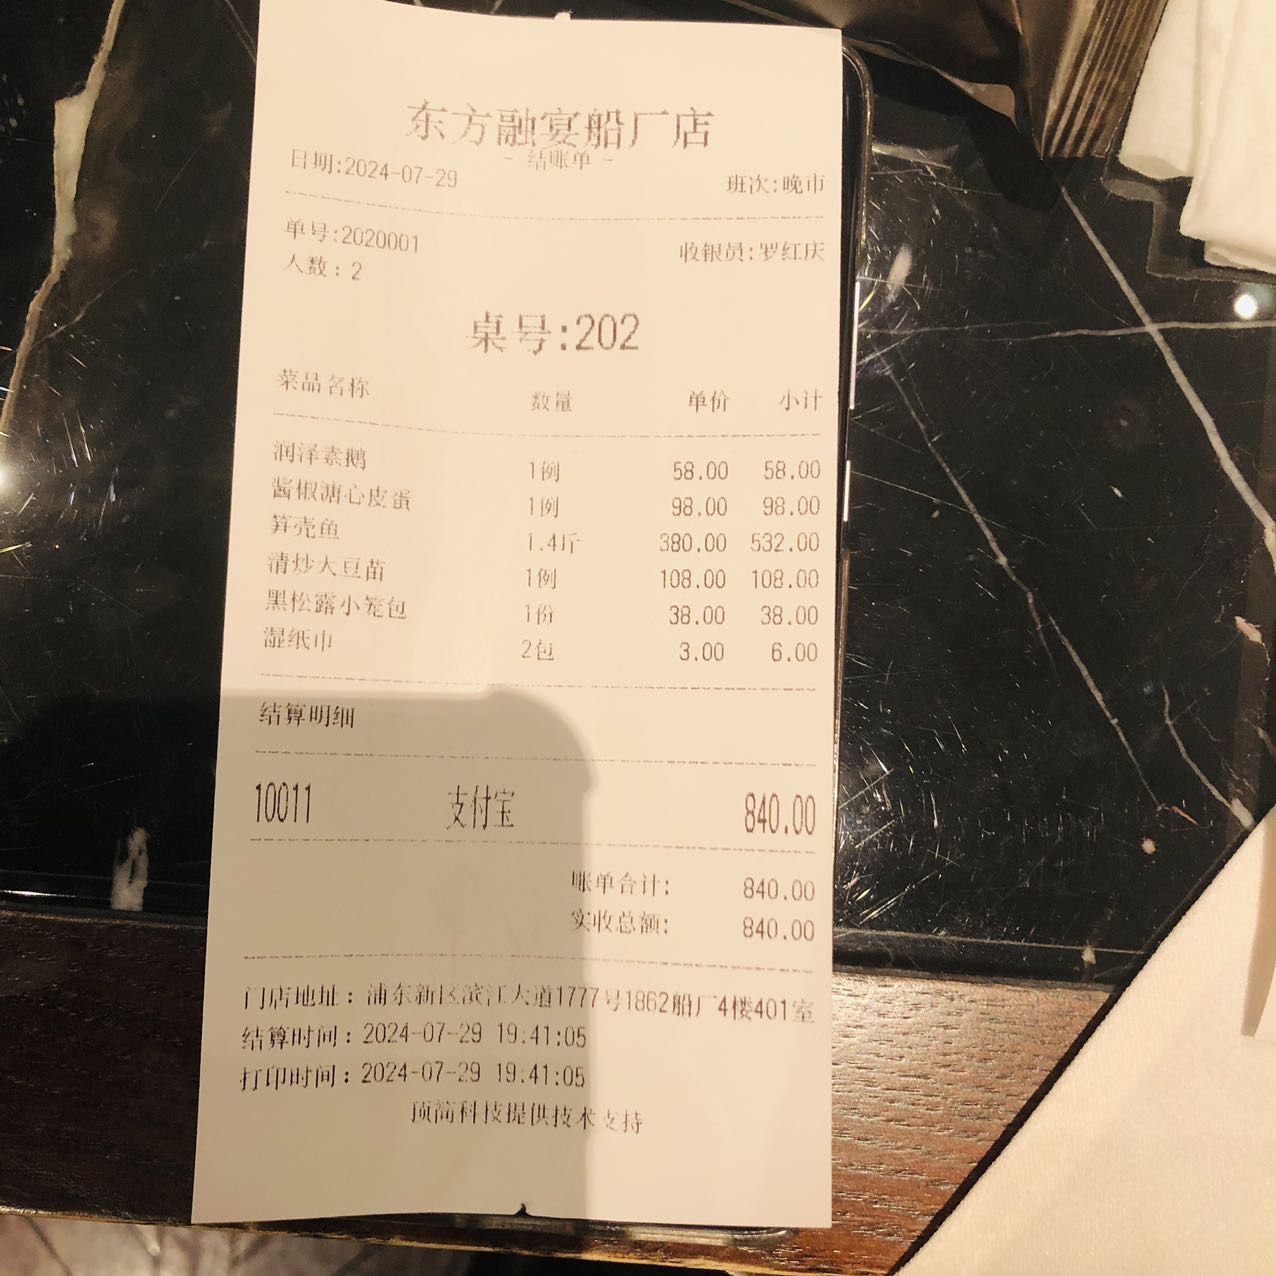 东方融宴船厂店
- 结账单 -
日期:2024-07-29 班次:晚市
单号:2020001 收银员:罗红庆
人数：2
桌号:202
菜品名称 数量 单价 小计
润泽素鹅 1例 58.00 58.00
酱椒溏心皮蛋 1例 98.00 98.00
笋壳鱼 1.4斤 380.00 532.00
清炒大豆苗 1例 108.00 108.00
黑松露小笼包 1份 38.00 38.00
湿纸巾 2包 3.00 6.00
结算明细
10011 支付宝 840.00
账单合计: 840.00
实收总额: 840.00
门店地址：浦东新区滨江大道1777号1862船厂4楼401室
结算时间：2024-07-29 19:41:05
打印时间：2024-07-29 19:41:05
顶简科技提供技术支持